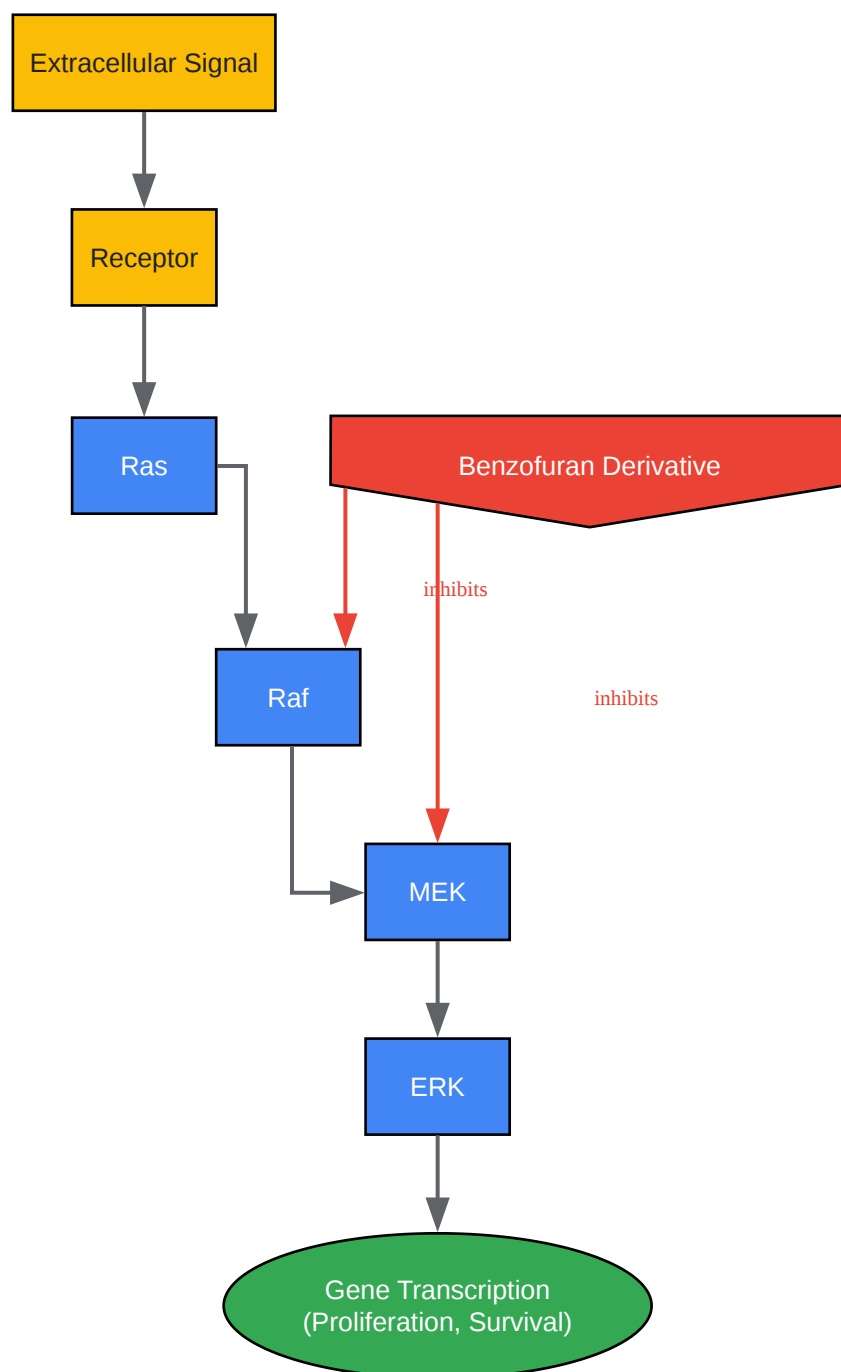 Extracellular Signal
Receptor
Ras
Benzofuran Derivative
inhibits
Raf
inhibits
MEK
ERK
Gene Transcription
(Proliferation, Survival)